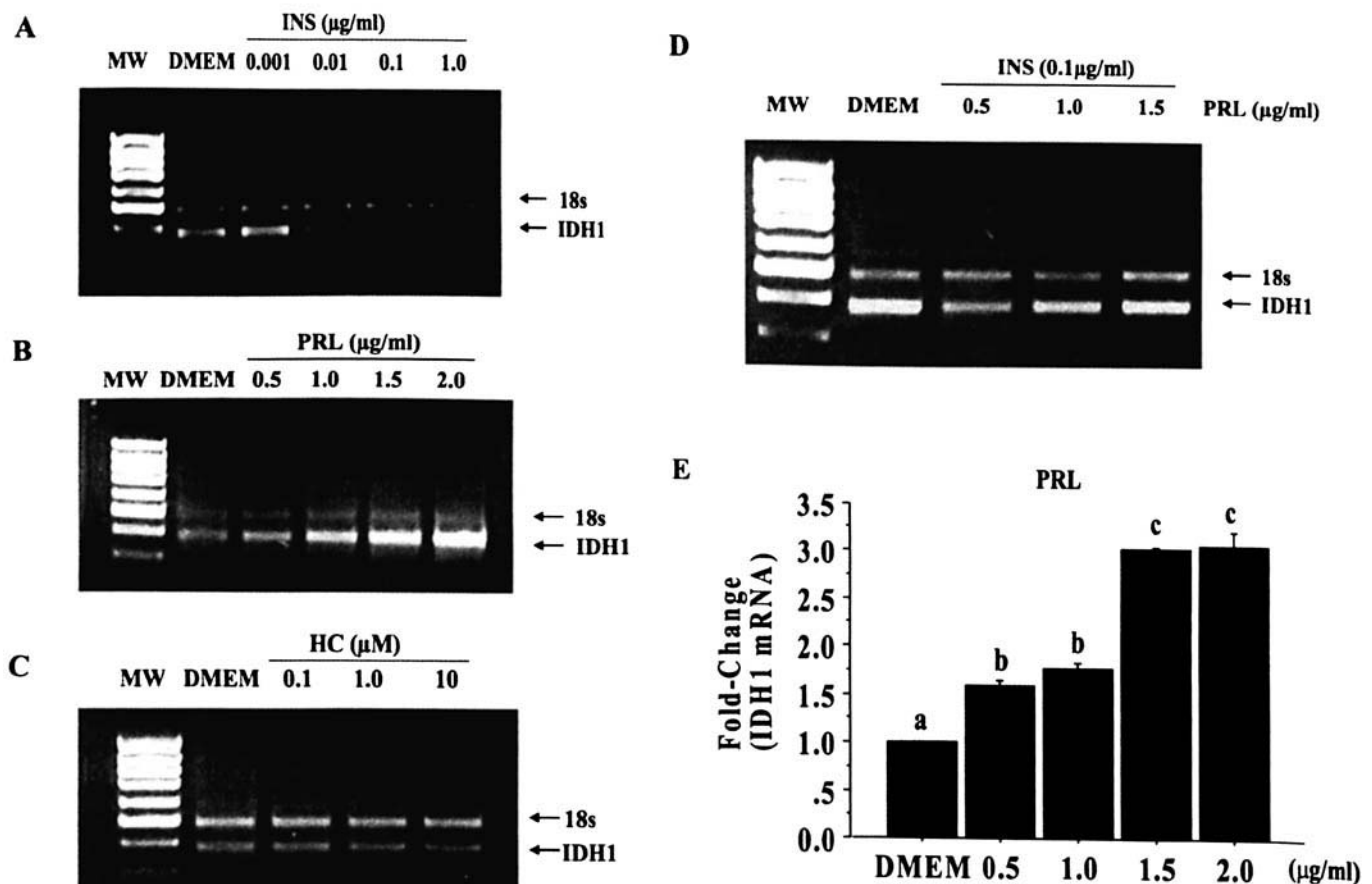 A
INS (µg/ml)
MW DMEM 0.001 0.01 0.1 1.0
18s
IDH1
B
PRL (µg/ml)
MW DMEM 0.5 1.0 1.5 2.0
18s
IDH1
C
HC (µM)
MW DMEM 0.1 1.0 10
18s
IDH1
D
INS (0.1µg/ml)
MW DMEM 0.5 1.0 1.5 PRL (µg/ml)
18s
IDH1
E
PRL
Fold-Change
(IDH1 mRNA)
3.5
3.0
2.5
2.0
1.5
1.0
.5
0.0
a
b
b
c
c
DMEM 0.5 1.0 1.5 2.0 (µg/ml)